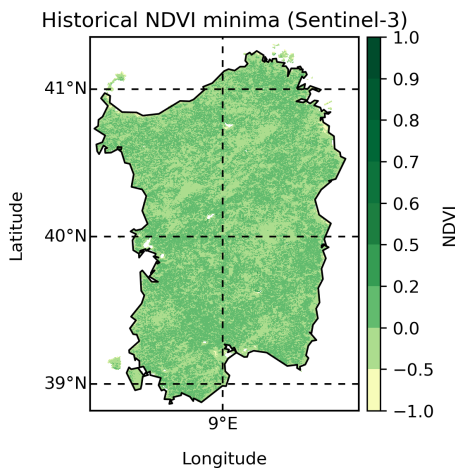 Historical NDVI minima (Sentinel-3)
41°N
40°N
39°N
9°E
Latitude
Longitude
1.0
0.9
0.8
0.7
0.6
0.5
0.2
0.0
−0.5
−1.0
NDVI